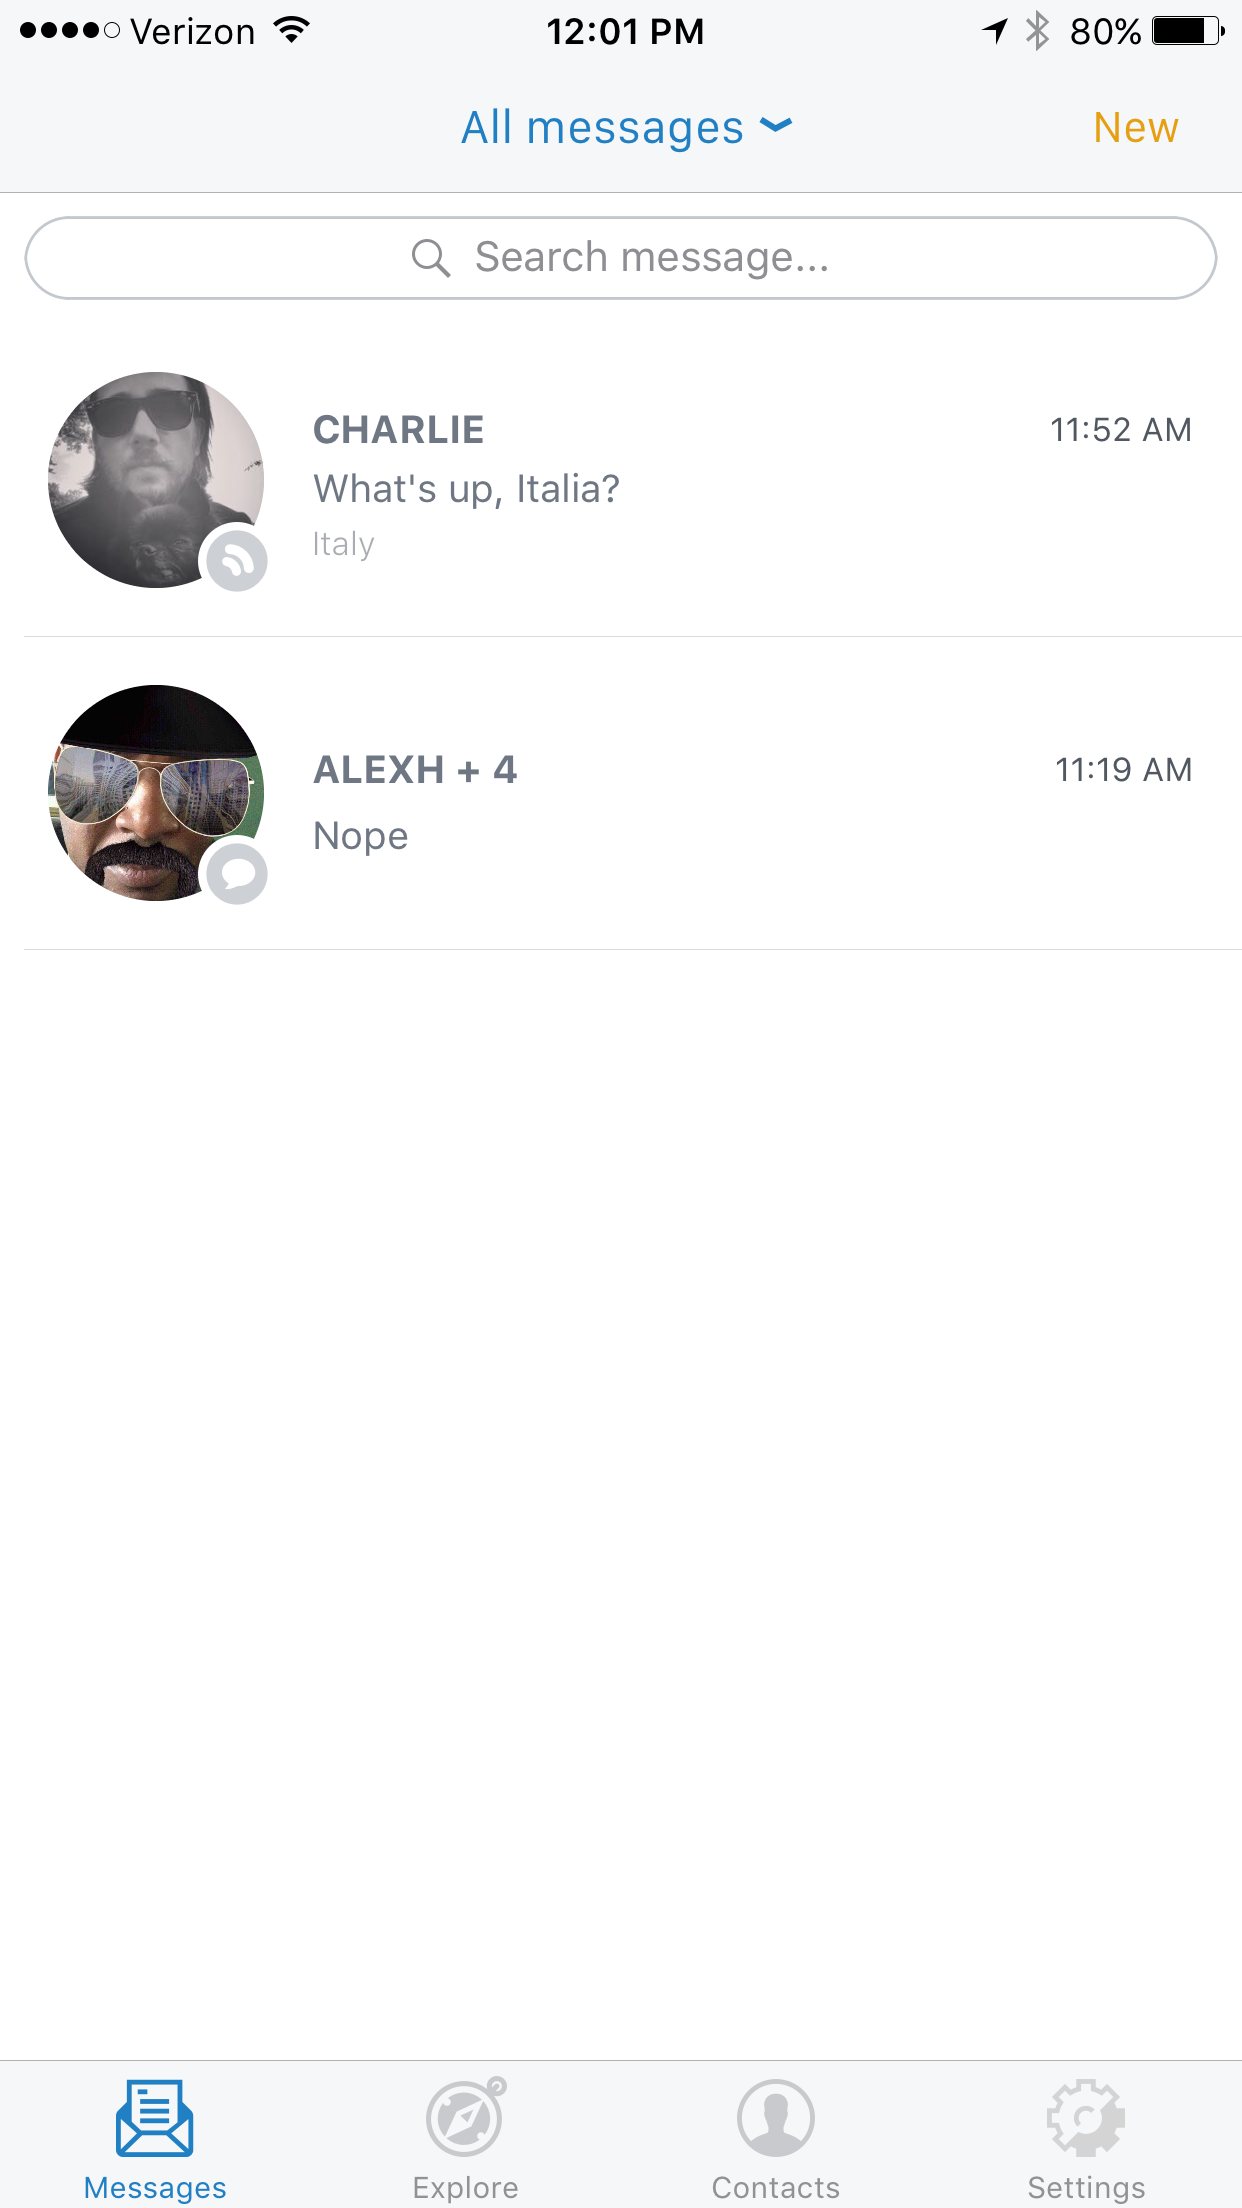 Verizon 12:01 PM 80%
All messages New
Search message...
CHARLIE 11:52 AM
What's up, Italia?
Italy
ALEXH + 4 11:19 AM
Nope
Messages Explore Contacts Settings